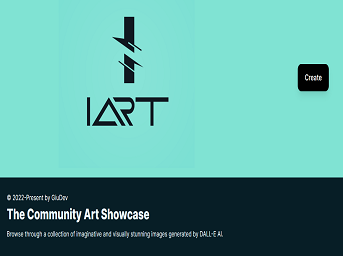 IART
Create
© 2022-Present by GluDev
The Community Art Showcase
Browse through a collection of imaginative and visually stunning images generated by DALL-E AI.